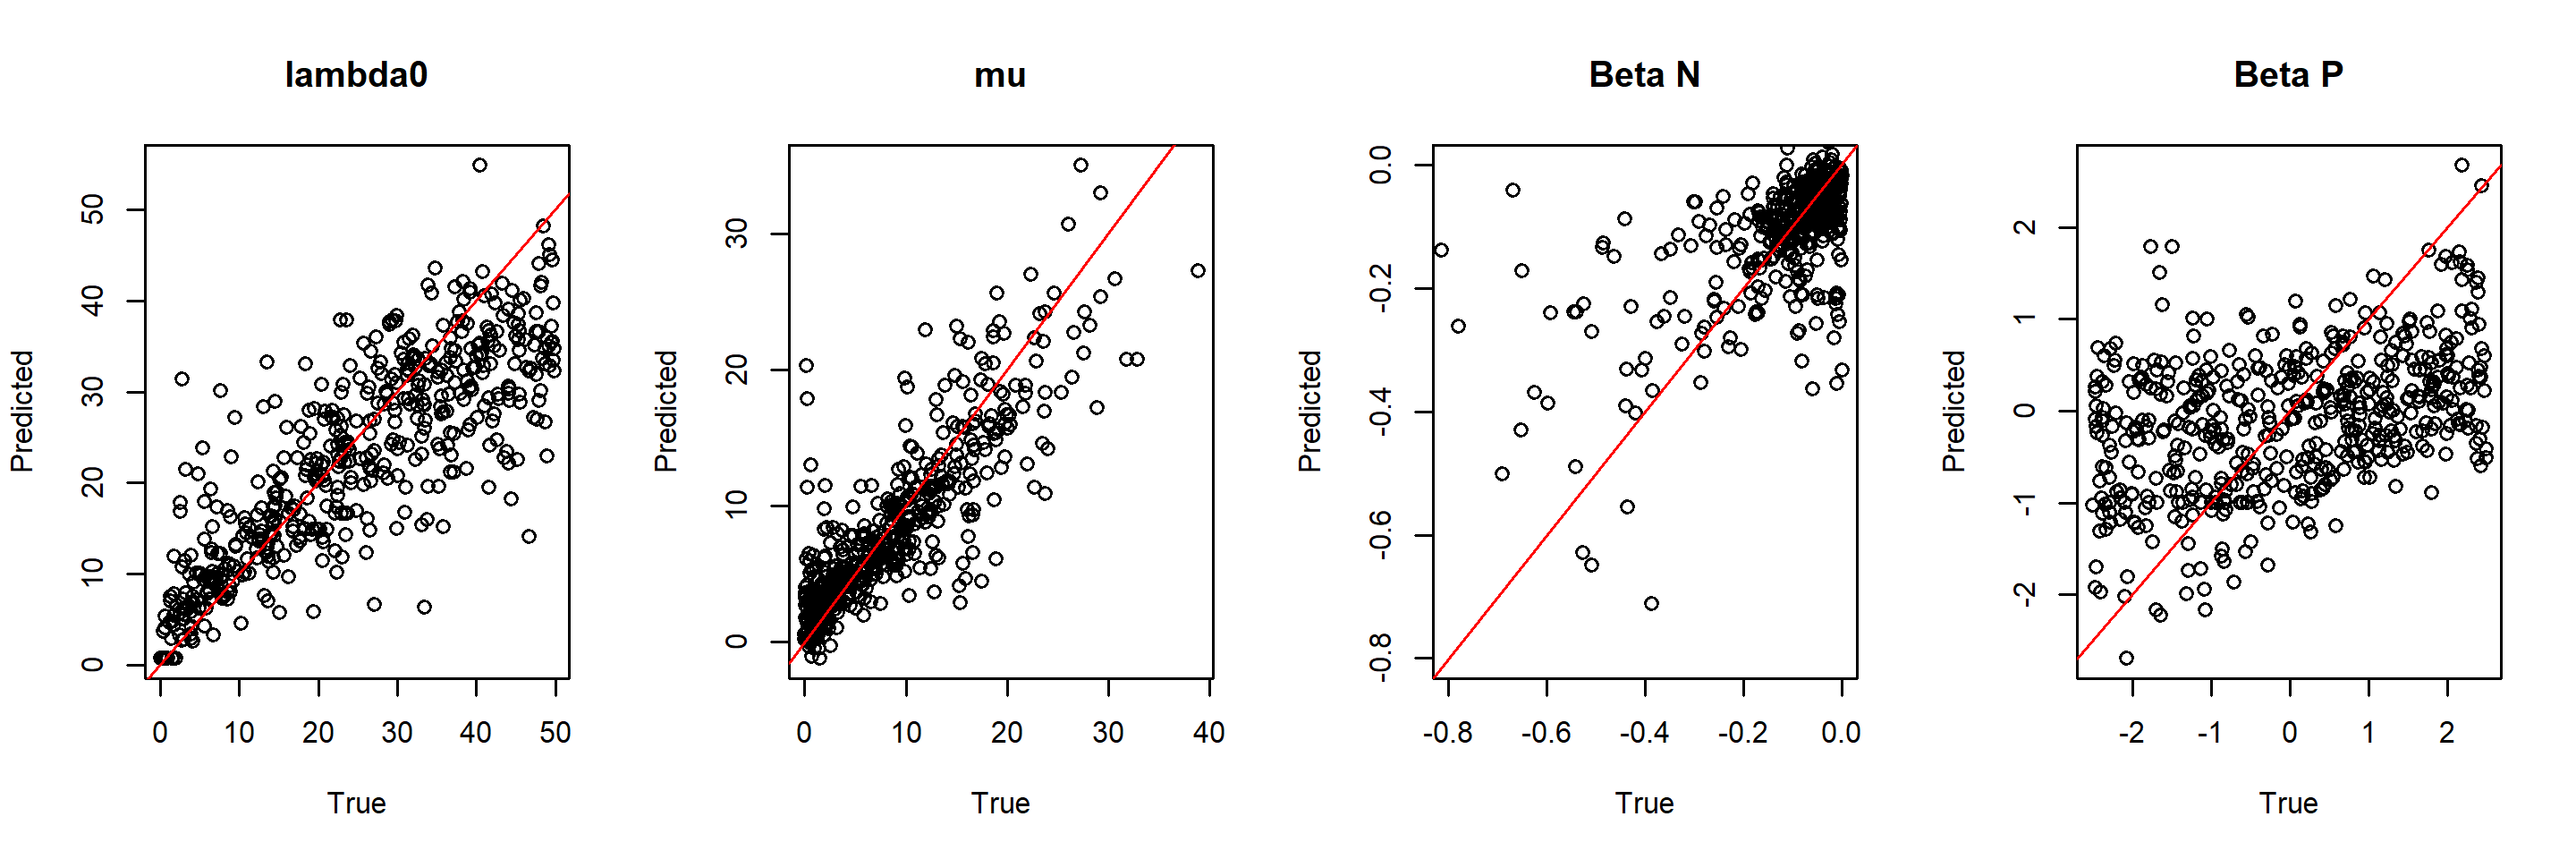 lambda0
Predicted
50
40
30
20
10
0
0 10 20 30 40 50
True
mu
Predicted
30
20
10
0
0 10 20 30 40
True
Beta N
Predicted
0.0
-0.2
-0.4
-0.6
-0.8
-0.8 -0.6 -0.4 -0.2 0.0
True
Beta P
Predicted
2
1
0
-1
-2
-2 -1 0 1 2
True